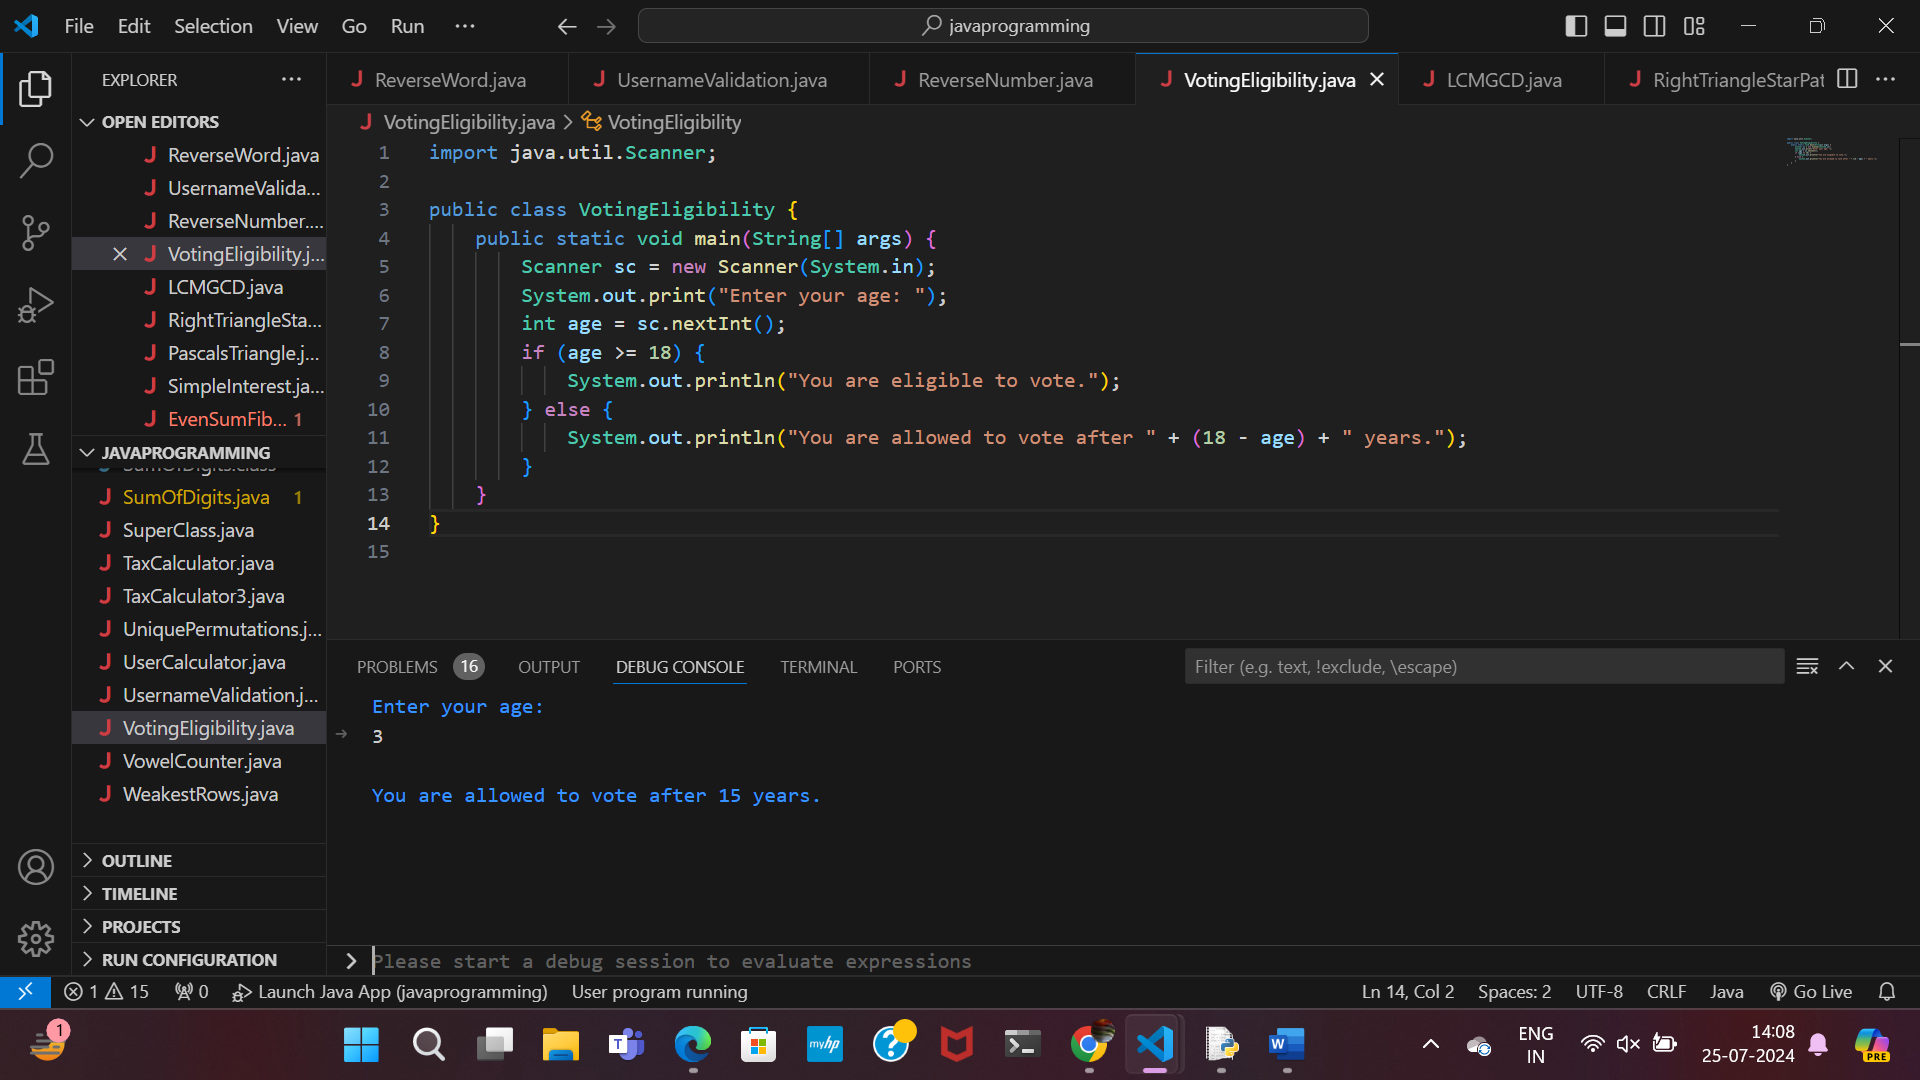 File Edit Selection View Go Run ···
javaprogramming
EXPLORER ···
ReverseWord.java UsernameValidation.java ReverseNumber.java VotingEligibility.java LCMGCD.java RightTriangleStarPat
OPEN EDITORS
ReverseWord.java
UsernameValida...
ReverseNumber....
VotingEligibility.j...
LCMGCD.java
RightTriangleSta...
PascalsTriangle.j...
SimpleInterest.ja...
EvenSumFib... 1
JAVAPROGRAMMING
SumOfDigits.class
SumOfDigits.java 1
SuperClass.java
TaxCalculator.java
TaxCalculator3.java
UniquePermutations.j...
UserCalculator.java
UsernameValidation.j...
VotingEligibility.java
VowelCounter.java
WeakestRows.java
OUTLINE
TIMELINE
PROJECTS
RUN CONFIGURATION
VotingEligibility.java > VotingEligibility
1 import java.util.Scanner;
2
3 public class VotingEligibility {
4 public static void main(String[] args) {
5 Scanner sc = new Scanner(System.in);
6 System.out.print("Enter your age: ");
7 int age = sc.nextInt();
8 if (age >= 18) {
9 System.out.println("You are eligible to vote.");
10 } else {
11 System.out.println("You are allowed to vote after " + (18 - age) + " years.");
12 }
13 }
14 }
15
PROBLEMS 16 OUTPUT DEBUG CONSOLE TERMINAL PORTS
Filter (e.g. text, !exclude, \escape)
Enter your age:
3
You are allowed to vote after 15 years.
Please start a debug session to evaluate expressions
1 15 0 Launch Java App (javaprogramming) User program running
Ln 14, Col 2 Spaces: 2 UTF-8 CRLF Java Go Live
1
myhp
W
PRE
ENG
IN
14:08
25-07-2024